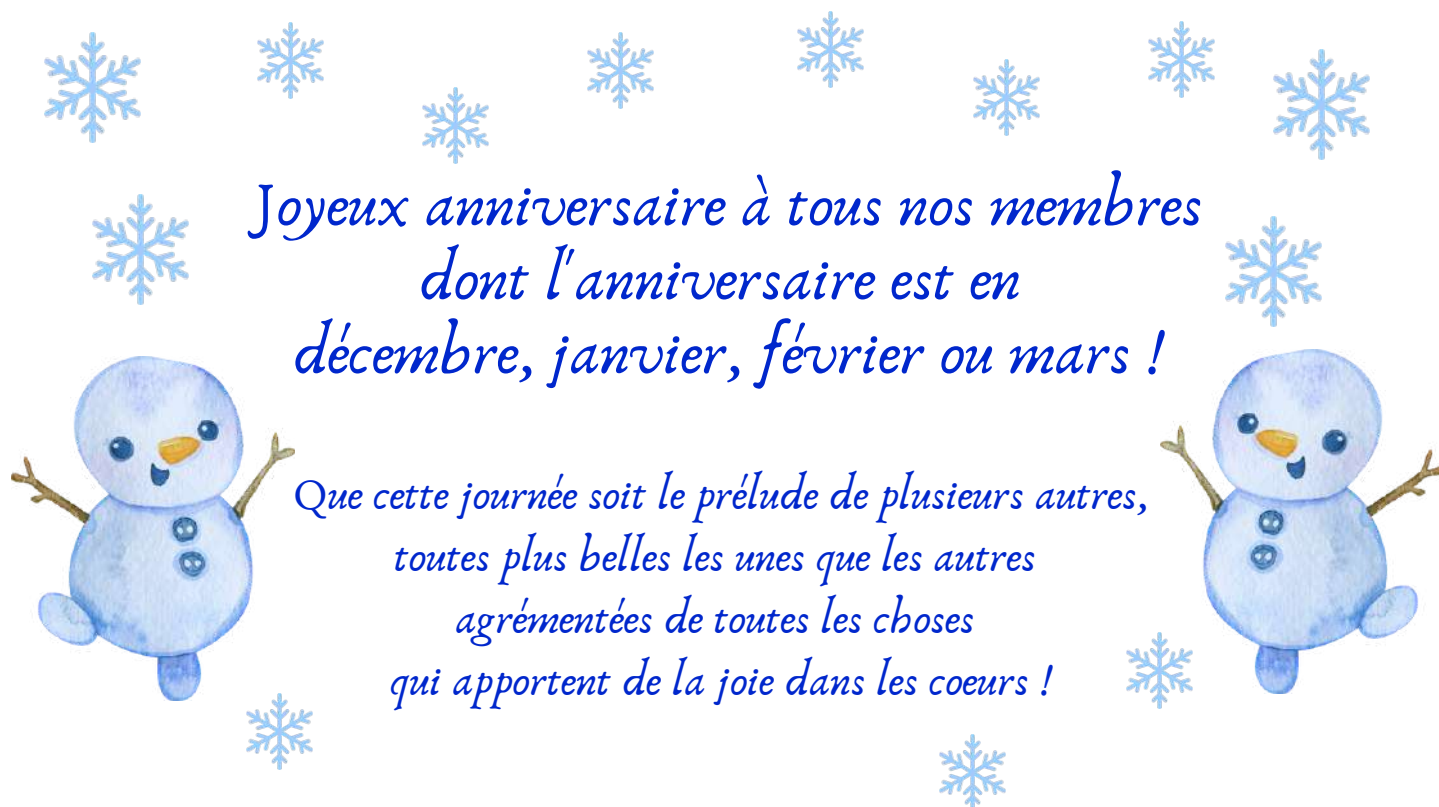 Joyeux anniversaire à tous nos membres
dont l'anniversaire est en
décembre, janvier, février ou mars !
Que cette journée soit le prélude de plusieurs autres,
toutes plus belles les unes que les autres
agrémentées de toutes les choses
qui apportent de la joie dans les coeurs !